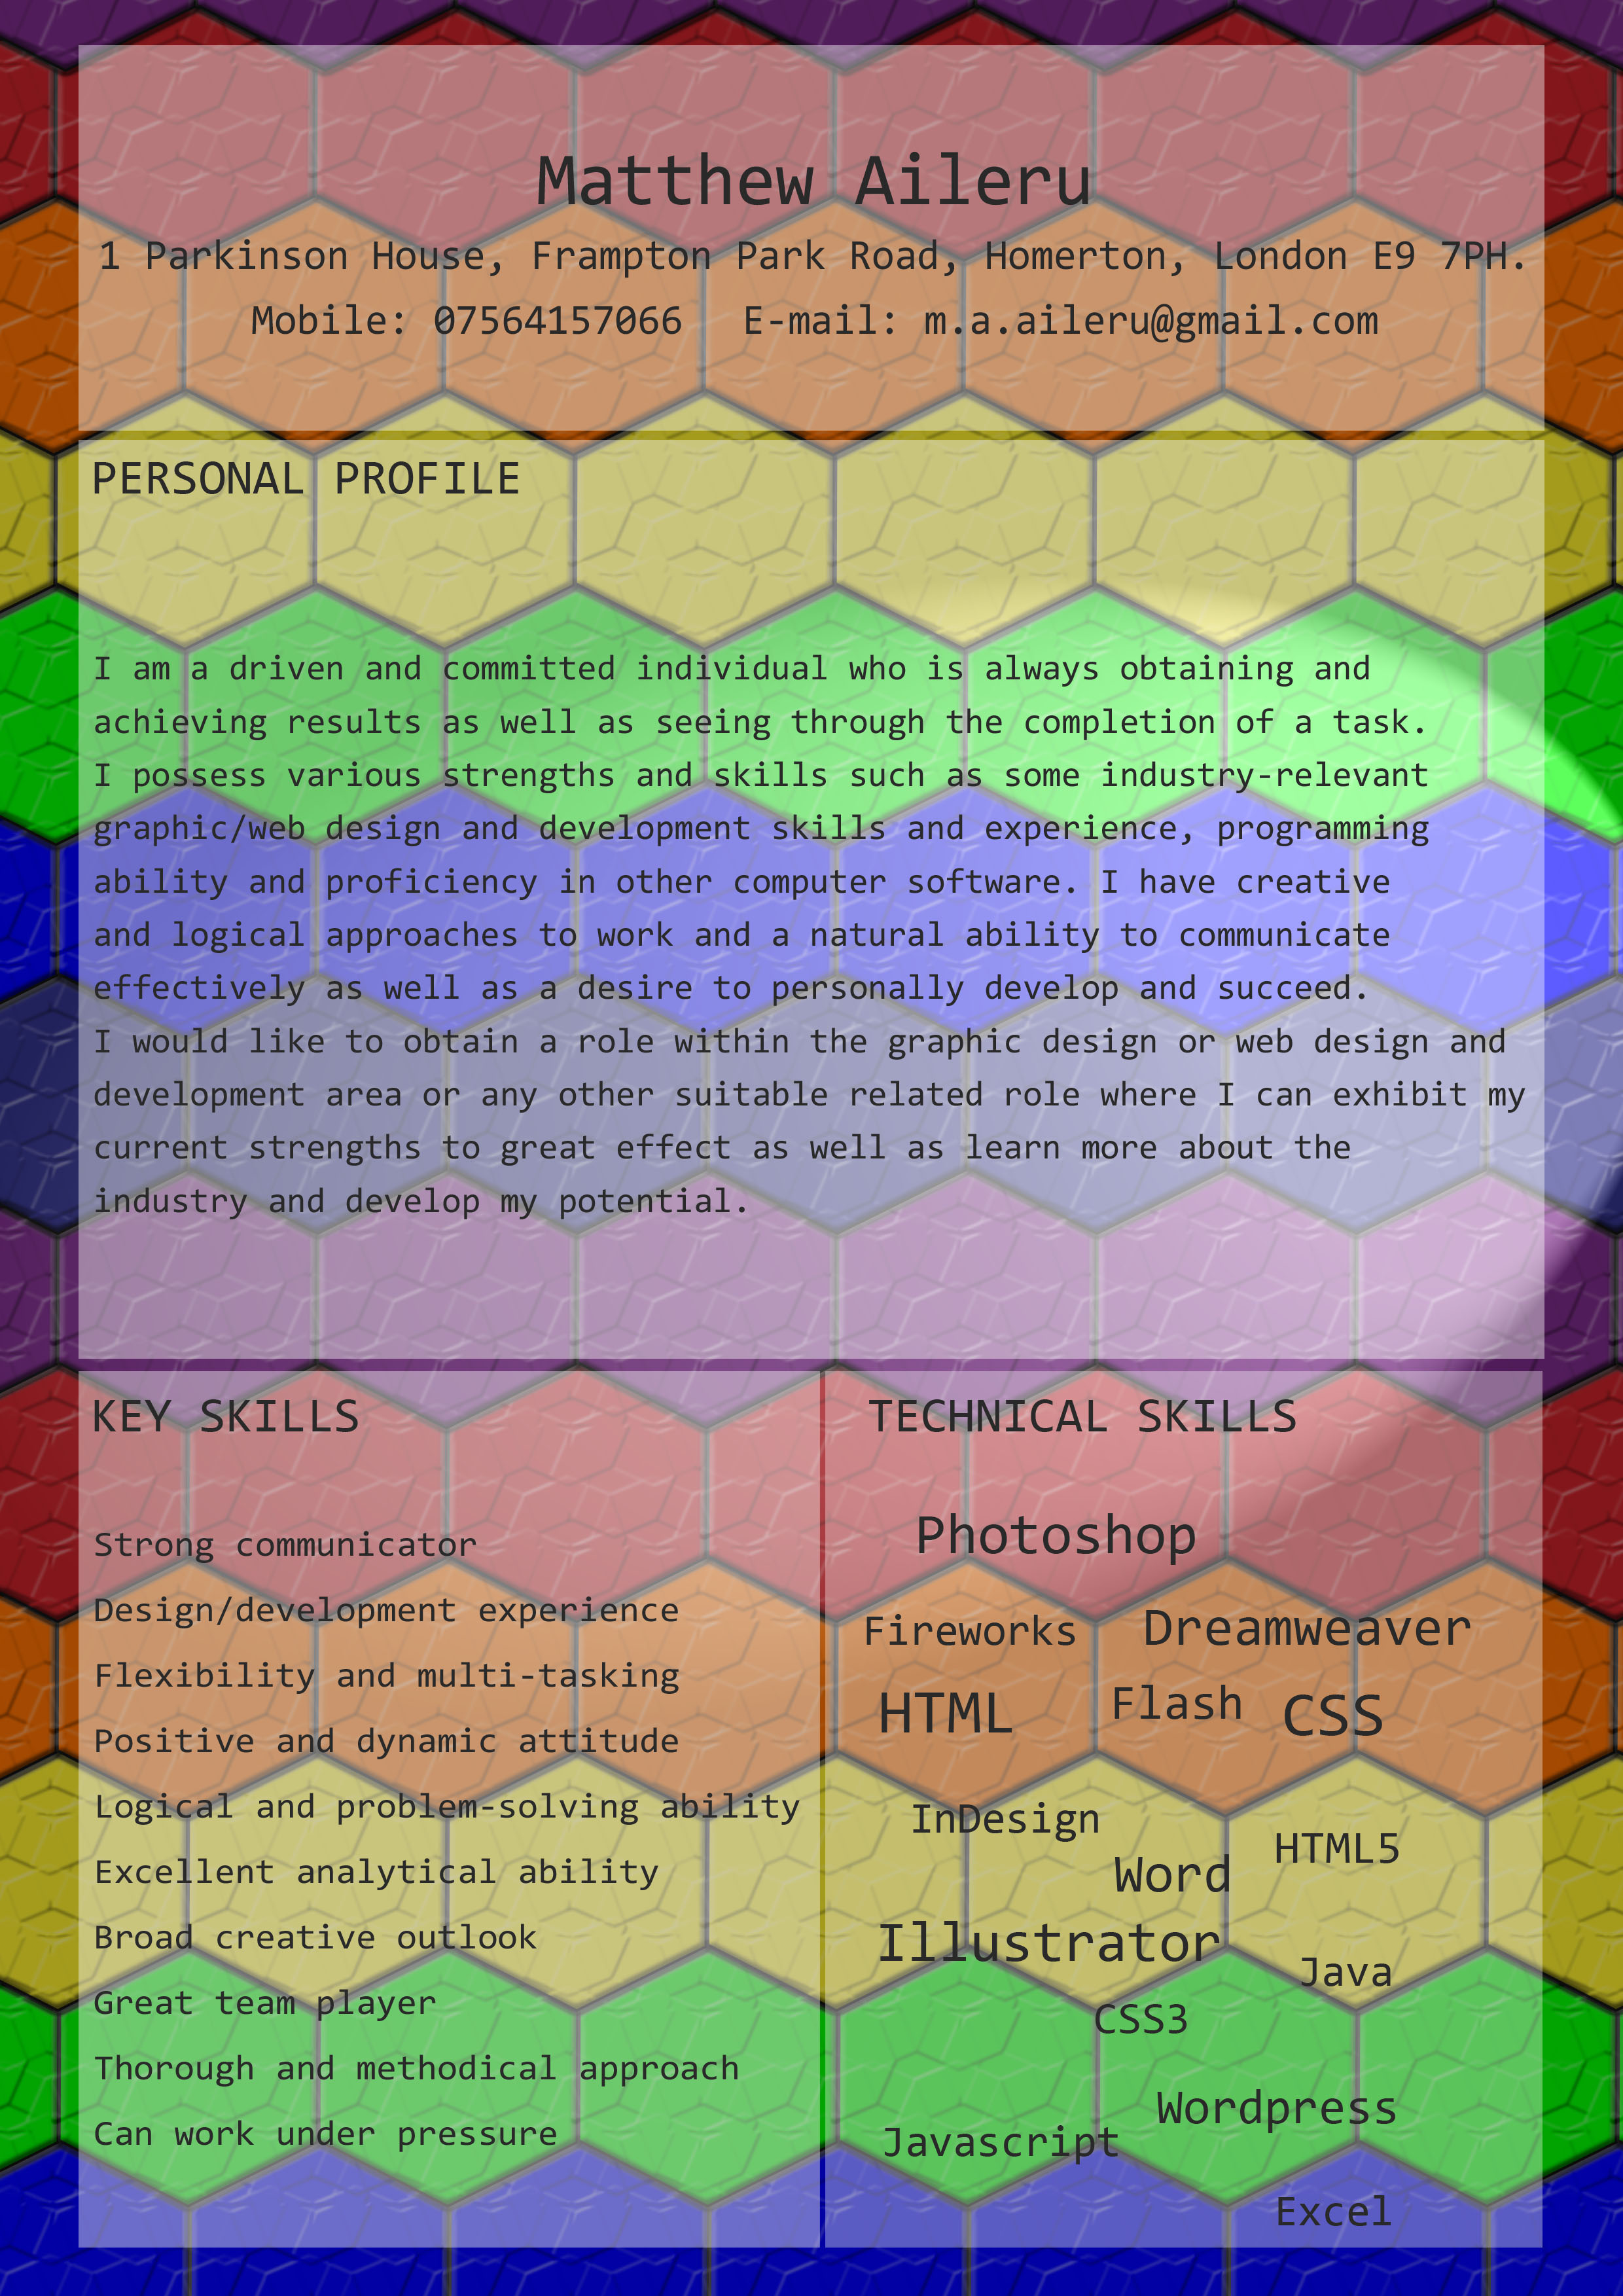 Matthew Aileru
1 Parkinson House, Frampton Park Road, Homerton, London E9 7PH.
Mobile: 07564157066 E-mail: m.a.aileru@gmail.com
PERSONAL PROFILE
I am a driven and committed individual who is always obtaining and
achieving results as well as seeing through the completion of a task.
I possess various strengths and skills such as some industry-relevant
graphic/web design and development skills and experience, programming
ability and proficiency in other computer software. I have creative
and logical approaches to work and a natural ability to communicate
effectively as well as a desire to personally develop and succeed.
I would like to obtain a role within the graphic design or web design and
development area or any other suitable related role where I can exhibit my
current strengths to great effect as well as learn more about the
industry and develop my potential.
KEY SKILLS
Strong communicator
Design/development experience
Flexibility and multi-tasking
Positive and dynamic attitude
Logical and problem-solving ability
Excellent analytical ability
Broad creative outlook
Great team player
Thorough and methodical approach
Can work under pressure
TECHNICAL SKILLS
Photoshop
Fireworks Dreamweaver
HTML Flash CSS
InDesign
HTML5
Word
Illustrator
Java
CSS3
Wordpress
Javascript
Excel